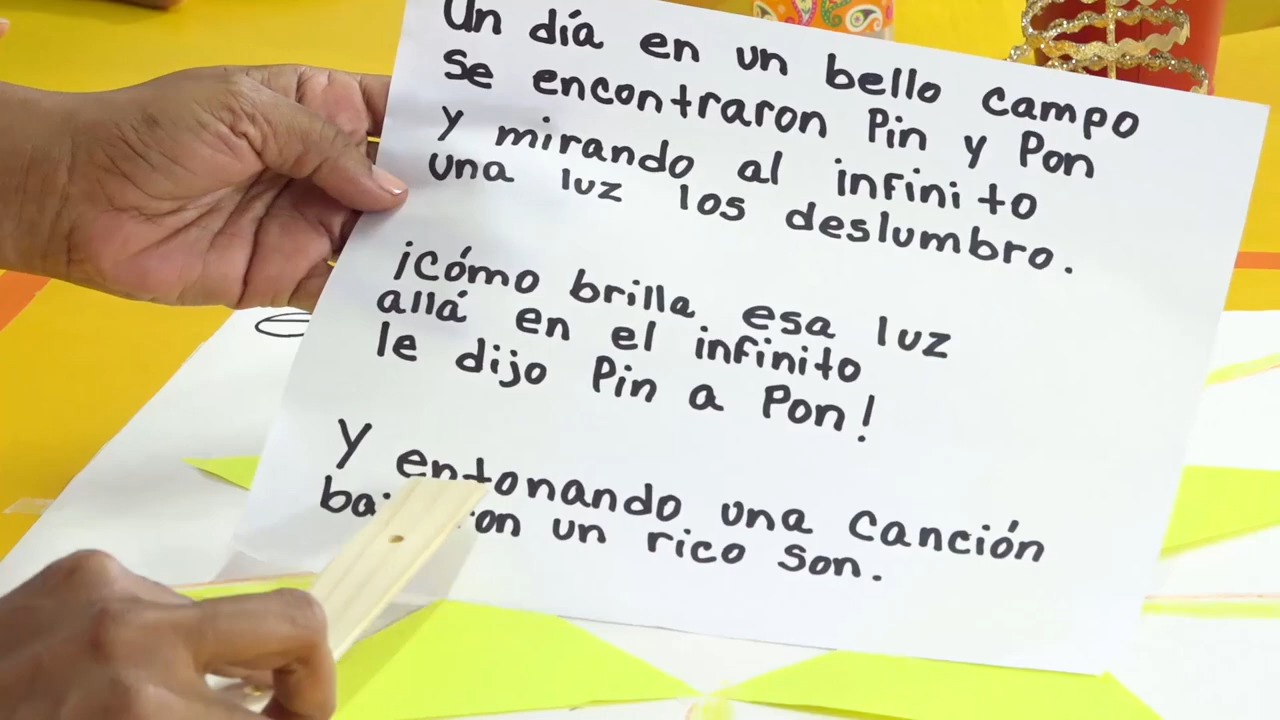 Un día en un bello campo
se encontraron Pin y Pon
y mirando al infinito
una luz los deslumbro.
¡cómo brilla esa luz
allá en el infinito
le dijo Pin a Pon!
Y entonando una canción
un rico son.